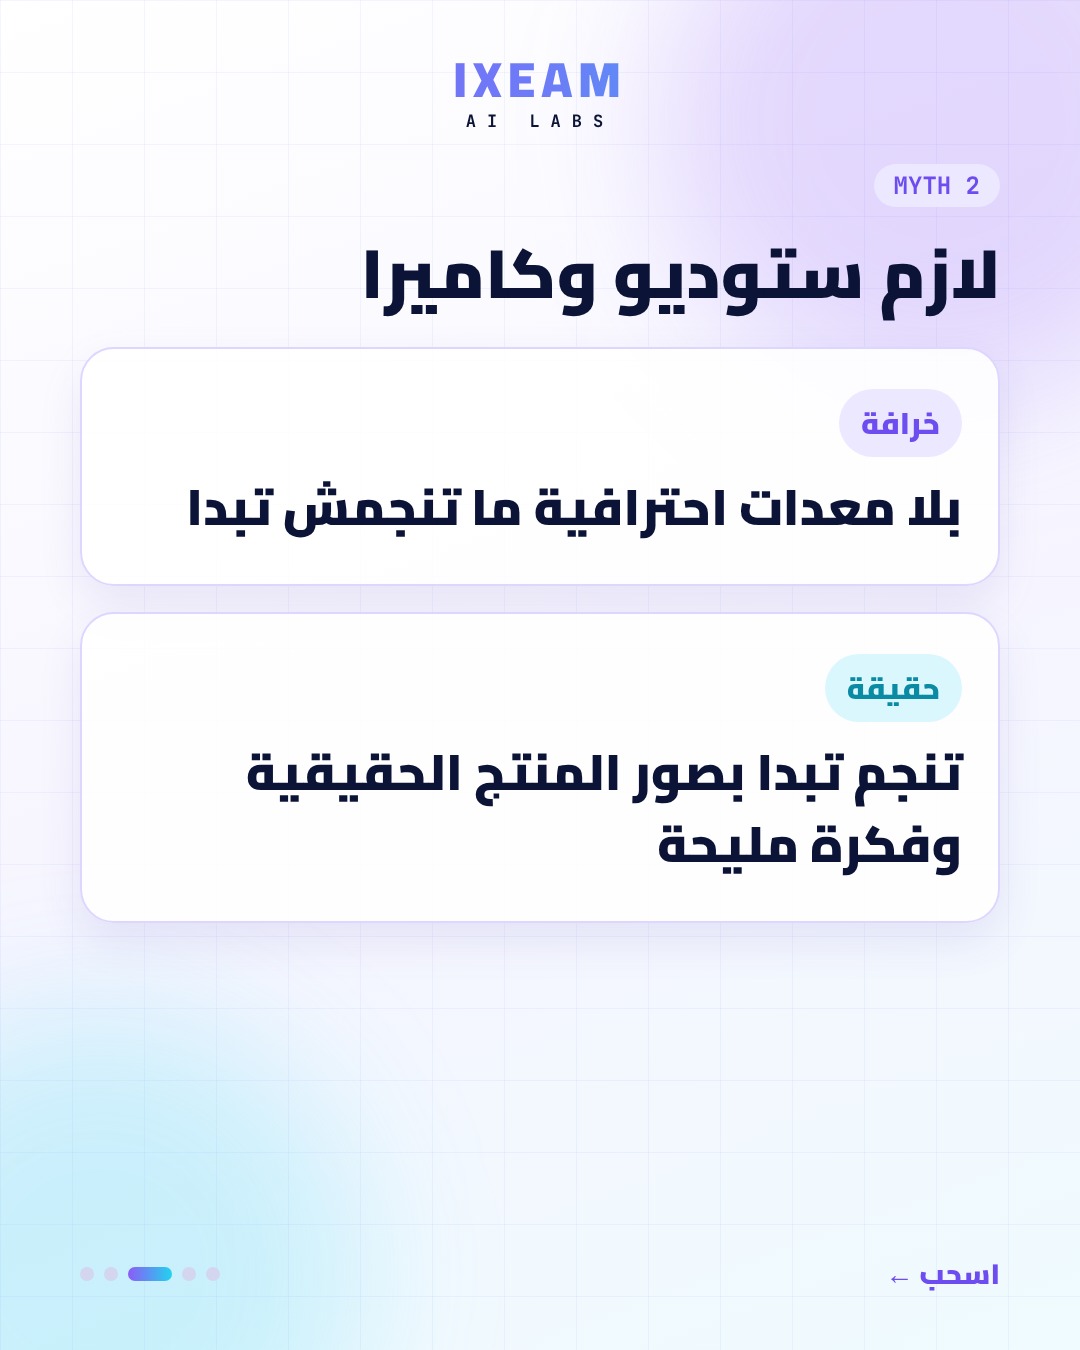 IXEAM
AI LABS
MYTH 2
لازم ستوديو وكاميرا
خرافة
بلا معدات احترافية ما تنجمش تبدا
حقيقة
تنجم تبدا بصور المنتج الحقيقية
وفكرة مليحة
اسحب ←